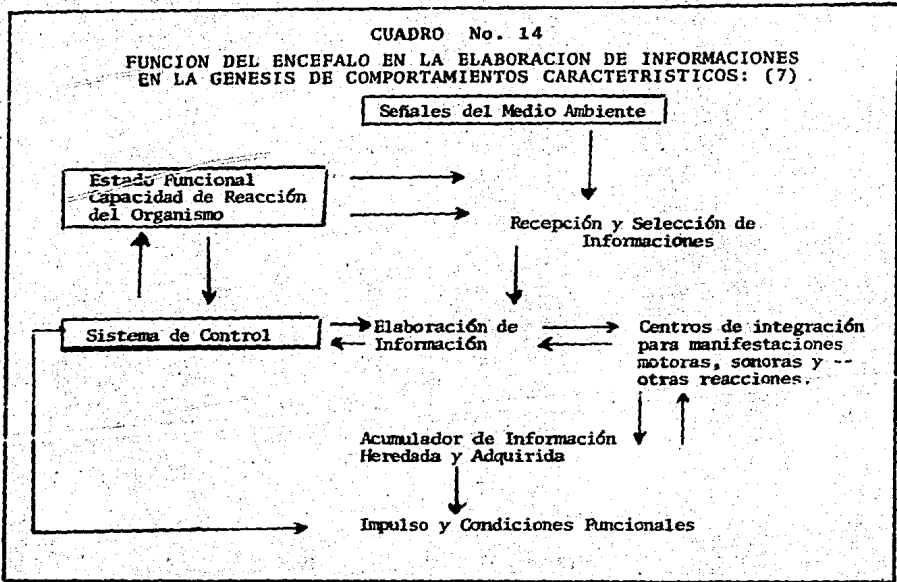 CUADRO No. 14
FUNCION DEL ENCEFALO EN LA ELABORACION DE INFORMACIONES
EN LA GENESIS DE COMPORTAMIENTOS CARACTETRISTICOS: (7)
Señales del Medio Ambiente
Estado Funcional
Capacidad de Reacción
del Organismo
Recepción y Selección de
Informaciones
Sistema de Control
Elaboración de
Información
Centros de integración
para manifestaciones
motoras, sonoras y --
otras reacciones.
Acumulador de Información
Heredada y Adquirida
Impulso y Condiciones Funcionales